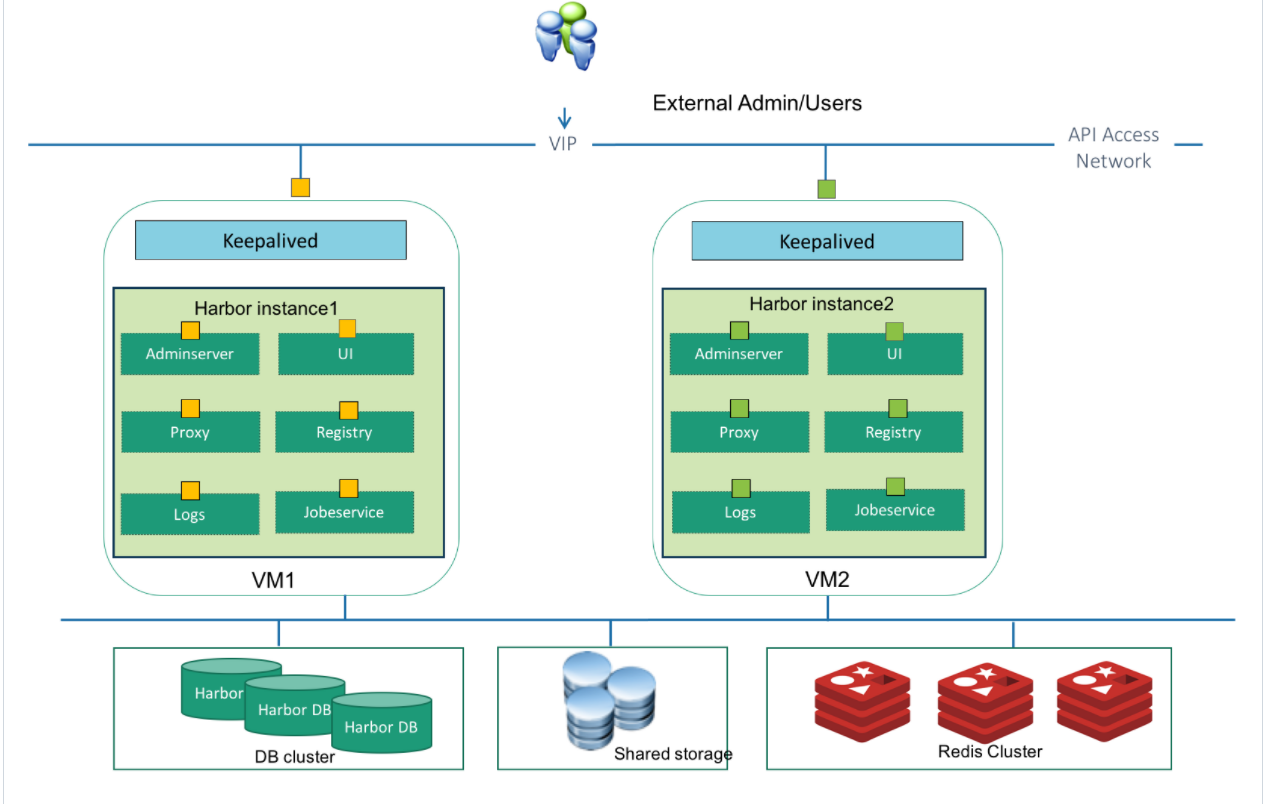 External Admin/Users
VIP
API Access
Network
Keepalived
Keepalived
Harbor instance1
Harbor instance2
Adminserver
UI
Adminserver
UI
Proxy
Registry
Proxy
Registry
Logs
Jobeservice
Logs
Jobeservice
VM1
VM2
Harbor
Harbor DB
Harbor DB
DB cluster
Shared storage
Redis Cluster